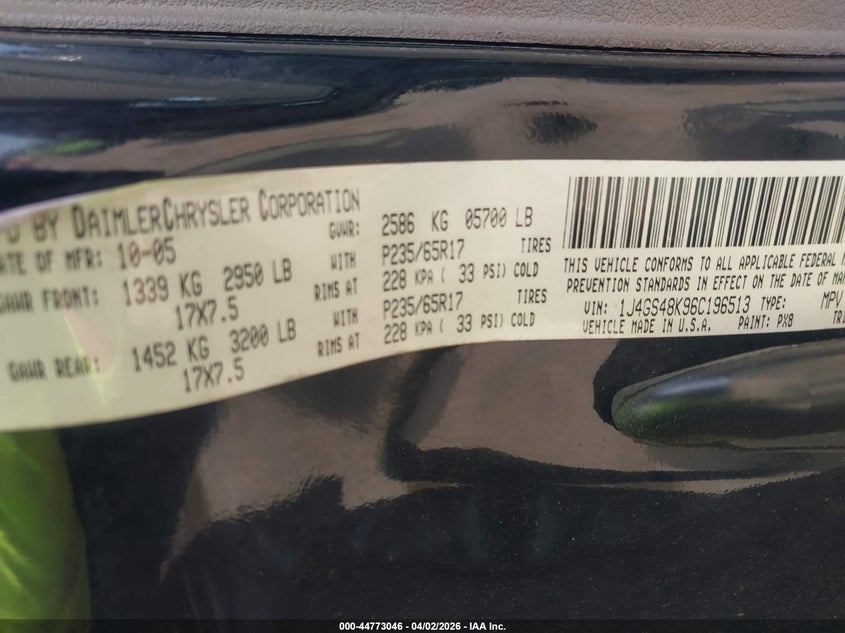 D BY DAIMLERCHRYSLER CORPORATION
DATE OF MFR: 10-05 GVWR: 2586 KG 05700 LB
GAWR FRONT: 1339 KG 2950 LB WITH P235/65R17 TIRES
17X7.5 RIMS AT 228 KPA ( 33 PSI) COLD
GAWR REAR: 1452 KG 3200 LB WITH P235/65R17 TIRES
17X7.5 RIMS AT 228 KPA ( 33 PSI) COLD
THIS VEHICLE CONFORMS TO ALL APPLICABLE FEDERAL
PREVENTION STANDARDS IN EFFECT ON THE DATE OF
VIN: 1J4GS48K96C196513 TYPE: MPV
VEHICLE MADE IN U.S.A. PAINT: PX8
000-44773046 | 04/02/2026 | IAA Inc.